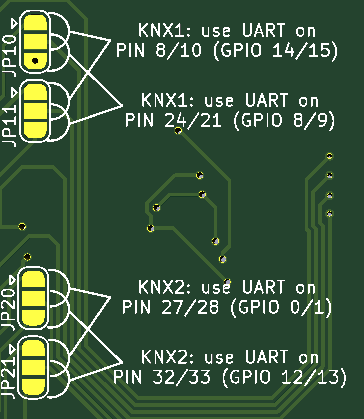 JP10
KNX1: use UART on
PIN 8/10 (GPIO 14/15)
JP11
KNX1: use UART on
PIN 24/21 (GPIO 8/9)
JP20
KNX2: use UART on
PIN 27/28 (GPIO 0/1)
JP21
KNX2: use UART on
PIN 32/33 (GPIO 12/13)